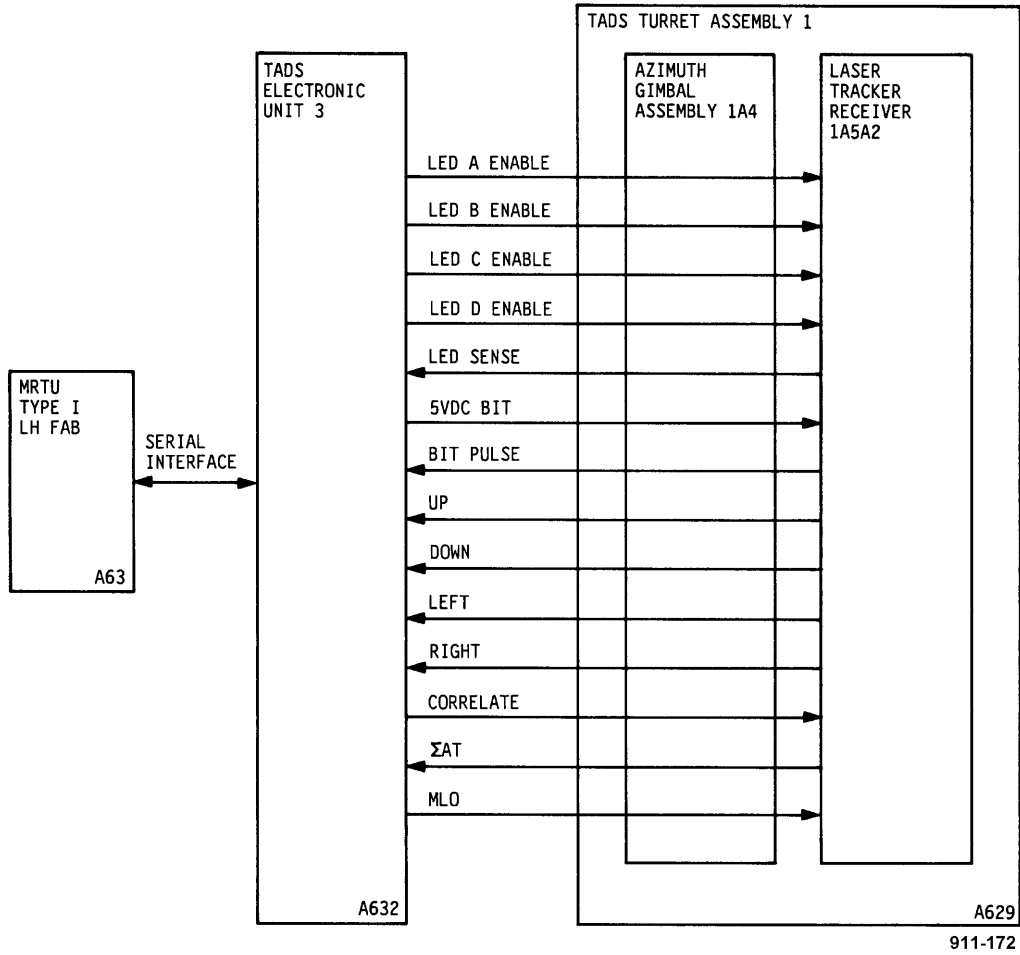 TADS TURRET ASSEMBLY 1
TADS
ELECTRONIC
UNIT 3
AZIMUTH
GIMBAL
ASSEMBLY 1A4
LASER
TRACKER
RECEIVER
1A5A2
LED A ENABLE
LED B ENABLE
LED C ENABLE
LED D ENABLE
LED SENSE
5VDC BIT
BIT PULSE
UP
DOWN
LEFT
RIGHT
CORRELATE
ΣAT
MLO
MRTU
TYPE I
LH FAB
SERIAL
INTERFACE
A63
A632
A629
911-172